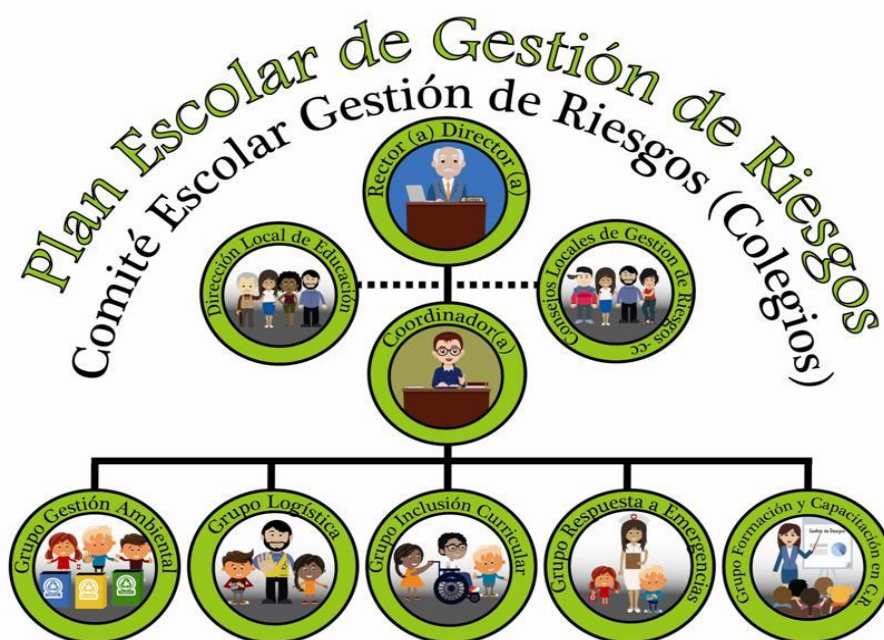 Plan Escolar de Gestión de Riesgos
Comité Escolar Gestión de Riesgos (Colegios)
Rector (a) Director (a)
Dirección Local de Educación
Consejos Locales de Gestion de Riesgos -cc
Coordinador(a)
Grupo Gestión Ambiental
Grupo Logística
Grupo Inclusión Curricular
Grupo Respuesta a Emergencias
Grupo Formación y Capacitación en G.R.